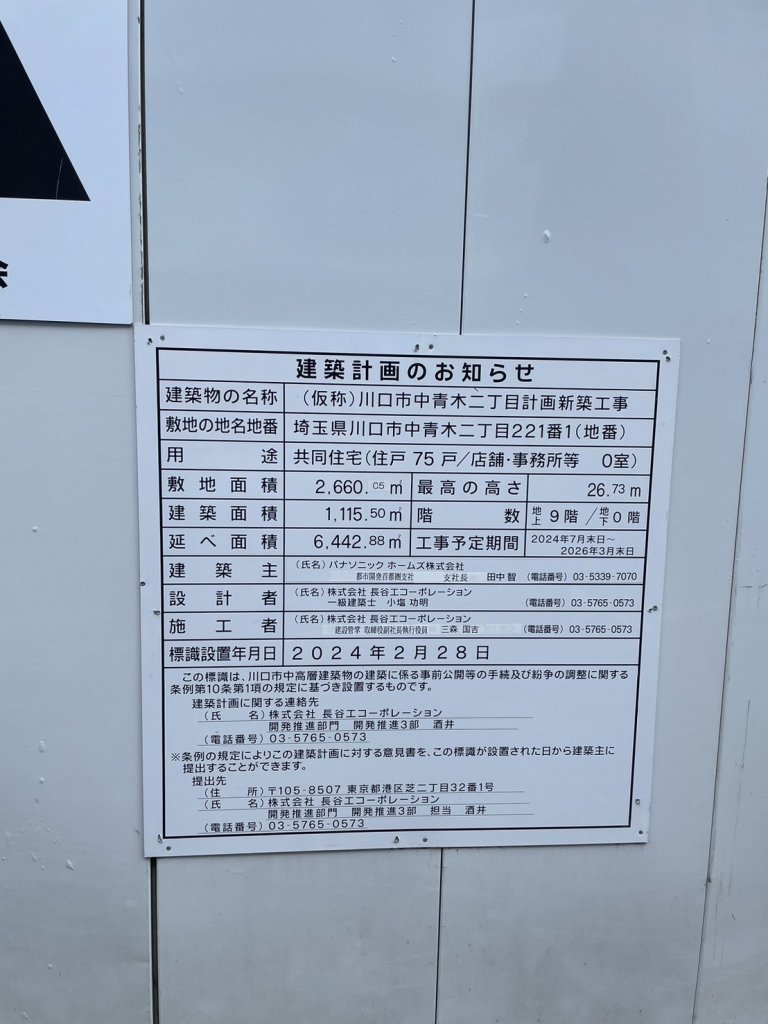 建築計画のお知らせ
建築物の名称 （仮称）川口市中青木二丁目計画新築工事
敷地の地名地番 埼玉県川口市中青木二丁目221番1（地番）
用途 共同住宅（住戸 75 戸／店舗・事務所等 0室）
敷地面積 2,660.05㎡ 最高の高さ 26.73m
建築面積 1,115.50㎡ 階数 地上 9階 ／地下 0階
延べ面積 6,442.88㎡ 工事予定期間 2024年7月末日～
2026年3月末日
建築主 （氏名）パナソニック ホームズ株式会社
都市開発首都圏支社 支社長 田中 智 （電話番号）03-5339-7070
設計者 （氏名）株式会社 長谷工コーポレーション
一級建築士 小塩 功明 （電話番号）03-5765-0573
施工者 （氏名）株式会社 長谷工コーポレーション
建設管掌 取締役副社長執行役員 三森 国吉 （電話番号）03-5765-0573
標識設置年月日 2024年2月28日
この標識は、川口市中高層建築物の建築に係る事前公開等の手続及び紛争の調整に関する
条例第10条第1項の規定に基づき設置するものです。
建築計画に関する連絡先
（氏 名）株式会社 長谷工コーポレーション
開発推進部門 開発推進3部 酒井
（電話番号）03-5765-0573
※条例の規定によりこの建築計画に対する意見書を、この標識が設置された日から建築主に
提出することができます。
提出先
（住 所）〒105-8507 東京都港区芝二丁目32番1号
（氏 名）株式会社 長谷工コーポレーション
開発推進部門 開発推進3部 担当 酒井
（電話番号）03-5765-0573